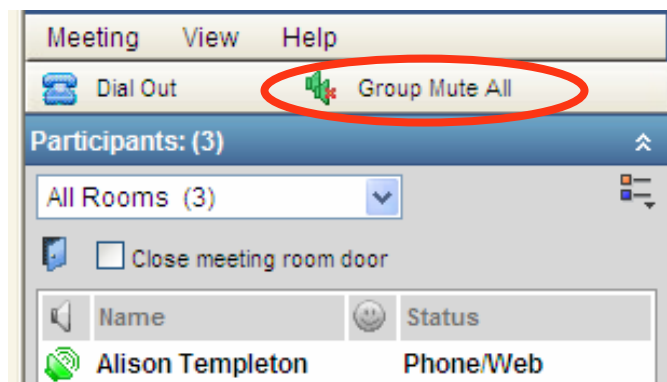 Meeting View Help
Dial Out Group Mute All
Participants: (3)
All Rooms (3)
Close meeting room door
Name Status
Alison Templeton Phone/Web